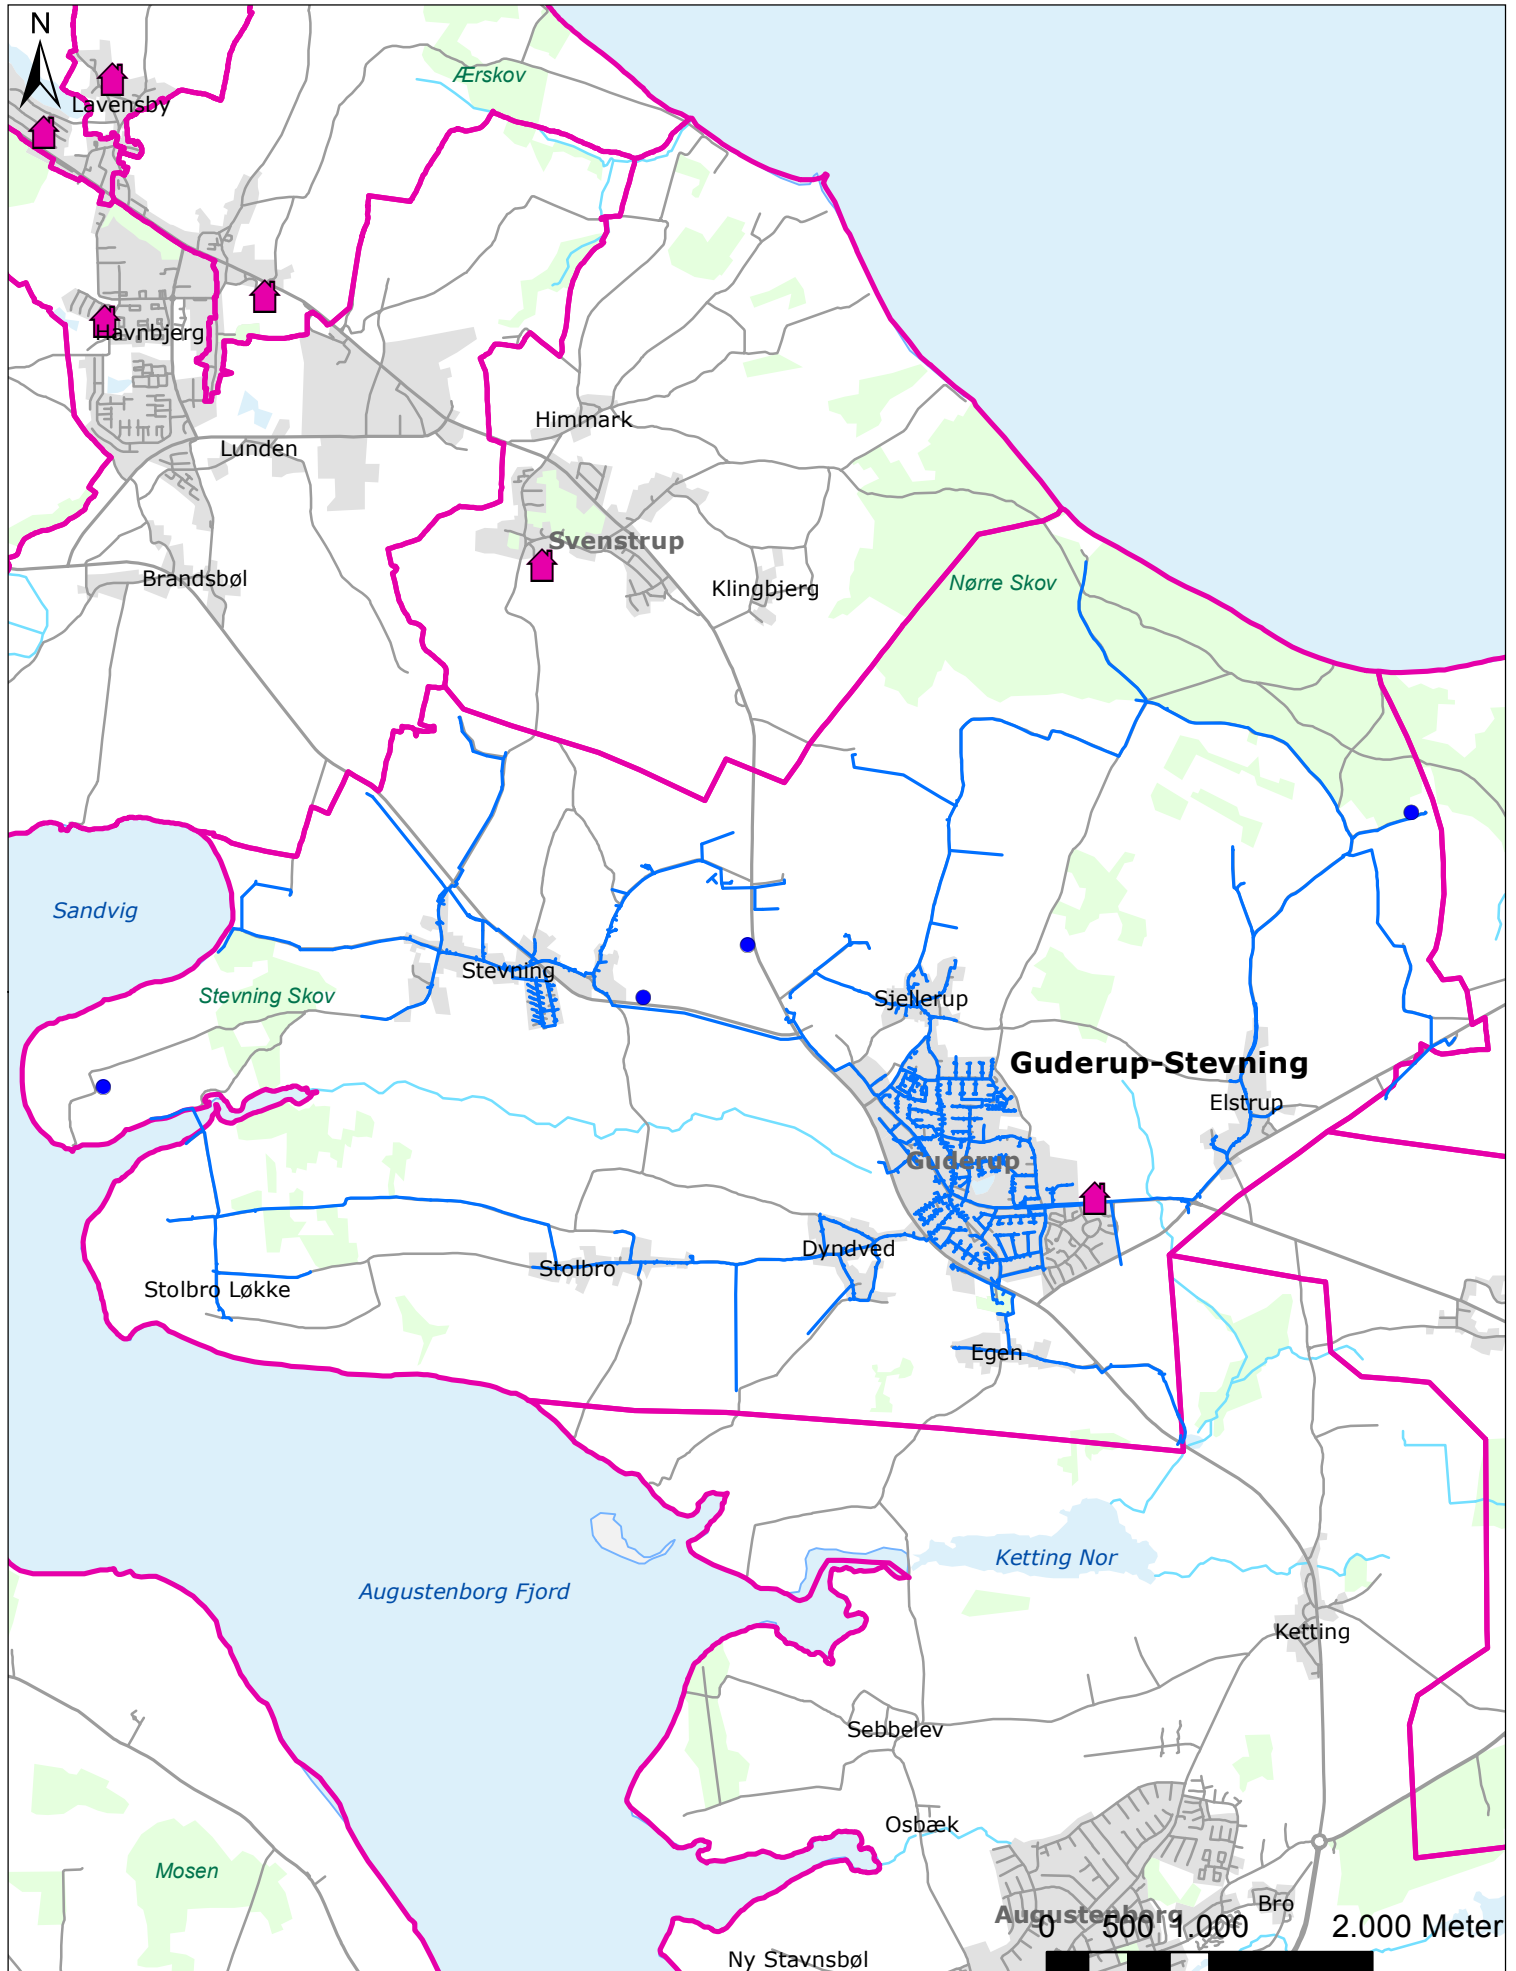 N
Ærskov
Lavensby
Havnbjerg
Himmark
Lunden
Svenstrup
Brandsbøl
Klingbjerg
Nørre Skov
Sandvig
Stevning
Stevning Skov
Sjellerup
Guderup-Stevning
Elstrup
Guderup
Dyndved
Stolbro
Stolbro Løkke
Egen
Ketting Nor
Augustenborg Fjord
Ketting
Sebbelev
Osbæk
Mosen
Bro
Augustenborg
0 500 1.000 2.000 Meter
Ny Stavnsbøl